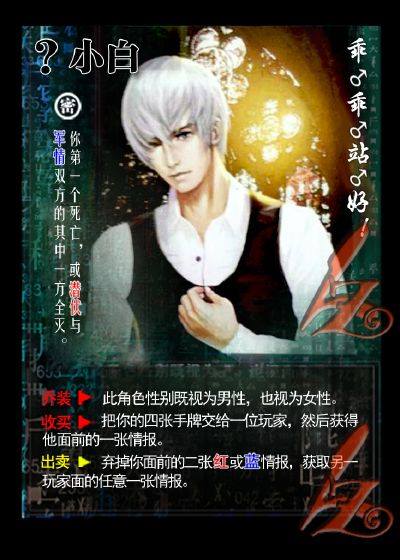 ？小白
乖♂乖♂站♂好！
密
你第一个死亡，或潜伏与
军情双方的其中一方全灭。
乔装 ▶ 此角色性别既视为男性，也视为女性。
收买 ▶ 把你的四张手牌交给一位玩家，然后获得
他面前的一张情报。
出卖 ▶ 弃掉你面前的二张红或蓝情报，获取另一
玩家面的任意一张情报。